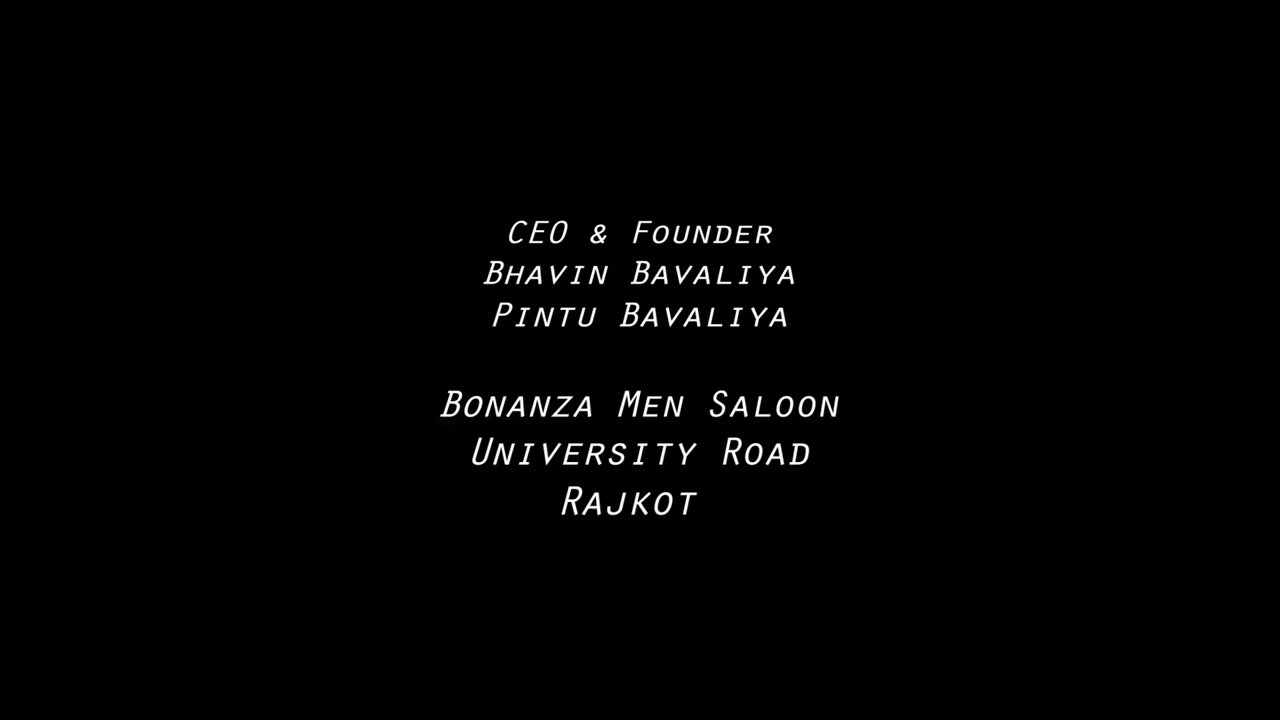 CEO & Founder
Bhavin Bavaliya
Pintu Bavaliya
Bonanza Men Saloon
University Road
Rajkot